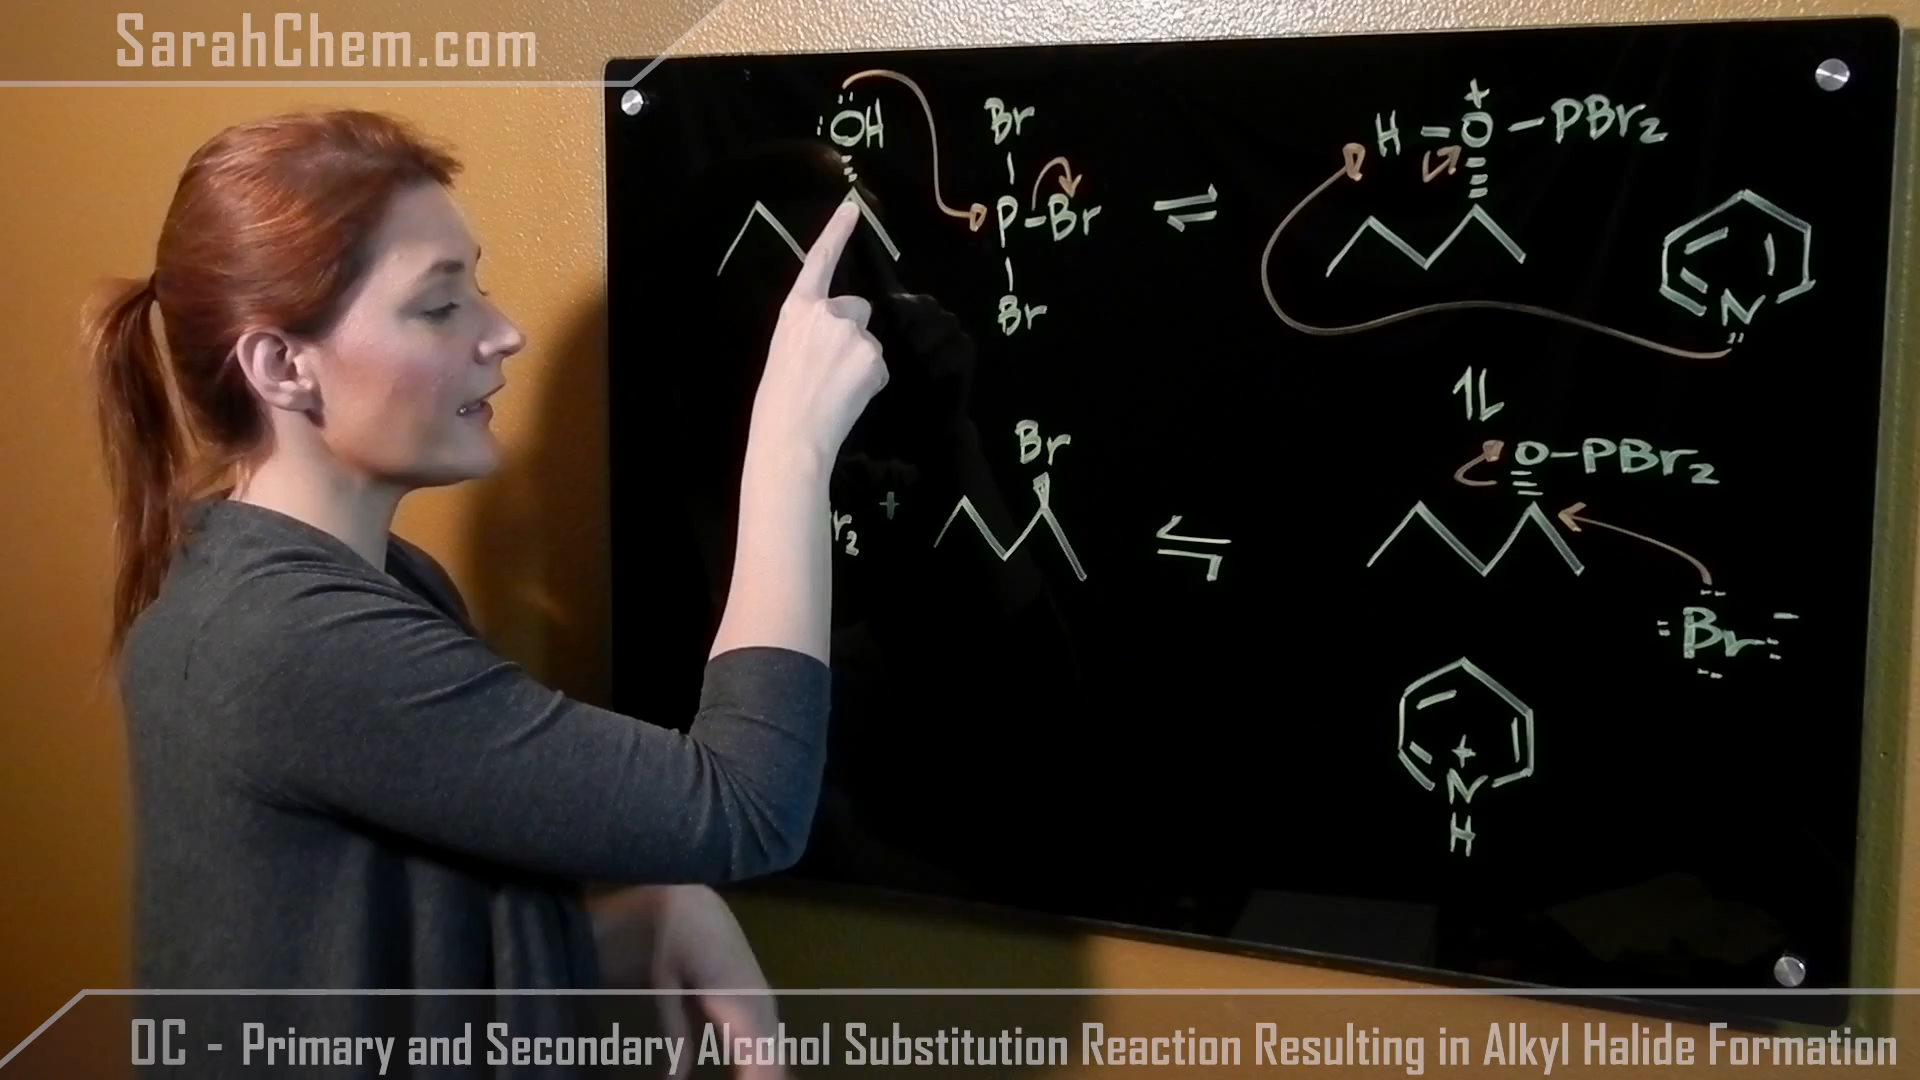 SarahChem.com
:ÖH
Br
P-Br
Br
+
H-O-PBr₂
N
O-PBr₂
Br
r₂ +
Br⁻
+
N
H
OC - Primary and Secondary Alcohol Substitution Reaction Resulting in Alkyl Halide Formation